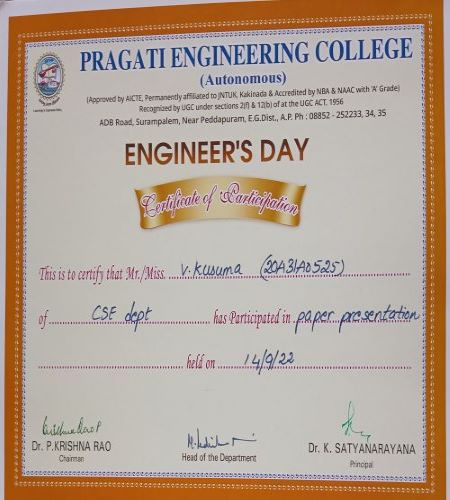 PRAGATI ENGINEERING COLLEGE
(Autonomous)
(Approved by AICTE, Permanently affiliated to JNTUK, Kakinada & Accredited by NBA & NAAC with 'A' Grade)
Recognized by UGC under sections 2(f) & 12(b) of at the UGC ACT, 1956
ADB Road, Surampalem, Near Peddapuram, E.G.Dist., A.P. Ph : 08852 - 252233, 34, 35
ENGINEER'S DAY
Certificate of Participation
This is to certify that Mr./Miss. V. Kusuma (20A31A0525)
of CSE dept has Participated in paper presentation
held on 14/9/22
Dr. P.KRISHNA RAO
Chairman
Head of the Department
Dr. K. SATYANARAYANA
Principal